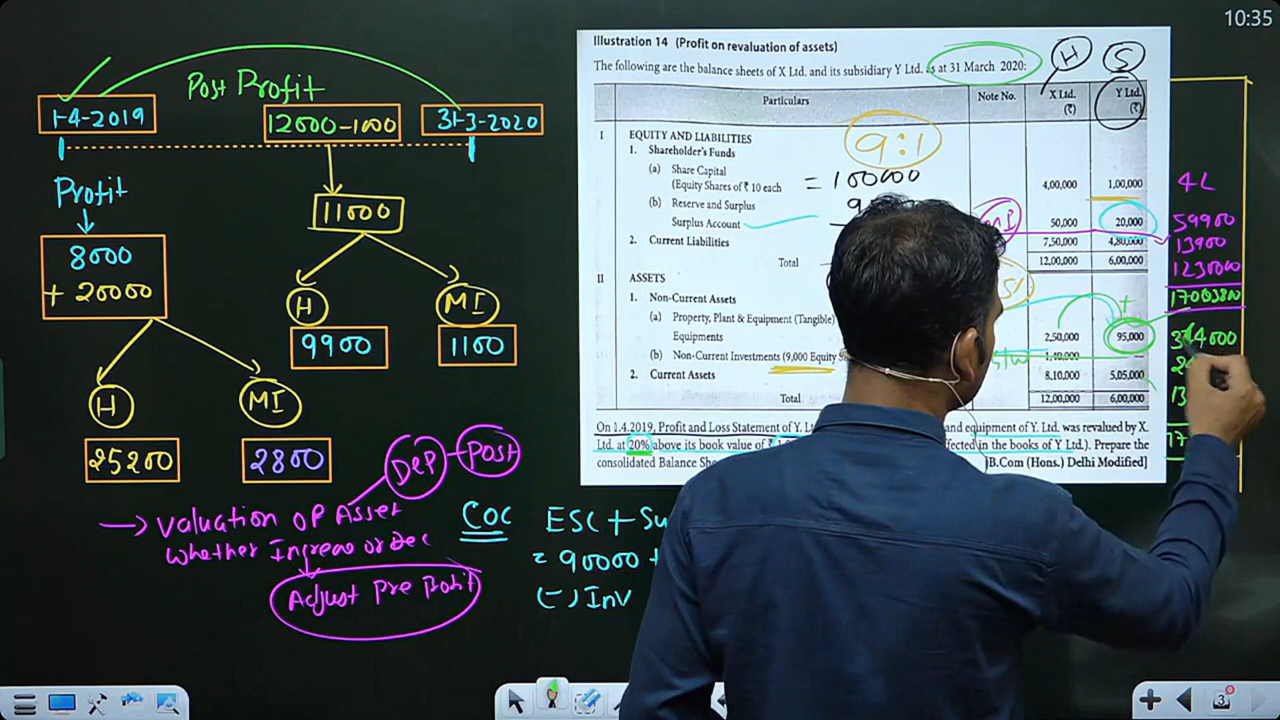 10:35
Post Profit
1-4-2019
12000-1000
31-3-2020
Profit
8000
+ 20000
11000
H
MI
9900
1100
H
MI
25200
2800
Dep
Post
→ Valuation of Asset
Whether Increase or Dec
Adjust Pre Profit
COC
ESC + Su
= 90000 +
(-) Inv
Illustration 14 (Profit on revaluation of assets)
The following are the balance sheets of X Ltd. and its subsidiary Y Ltd. as at 31 March 2020:
H
S
Particulars
Note No.
X Ltd.
(₹)
Y Ltd.
(₹)
9:1
I EQUITY AND LIABILITIES
1. Shareholder's Funds
(a) Share Capital
= 100000
(Equity Shares of ₹ 10 each
4,00,000
1,00,000
(b) Reserve and Surplus
9
Surplus Account
50,000
20,000
2. Current Liabilities
7,50,000
4,80,000
Total
12,00,000
6,00,000
II ASSETS
1. Non-Current Assets
(a) Property, Plant & Equipment (Tangible)
+
Equipments
2,50,000
95,000
(b) Non-Current Investments (9,000 Equity
1,40,000
2. Current Assets
8,10,000
5,05,000
Total
12,00,000
6,00,000
On 1.4.2019, Profit and Loss Statement of Y.
and equipment of Y Ltd. was revalued by X.
Ltd. at 20% above its book value of
ffected in the books of Y Ltd.). Prepare the
consolidated Balance She
B.Com (Hons.) Delhi Modified]
4L
59900
13900
1230000
1703800
17
3